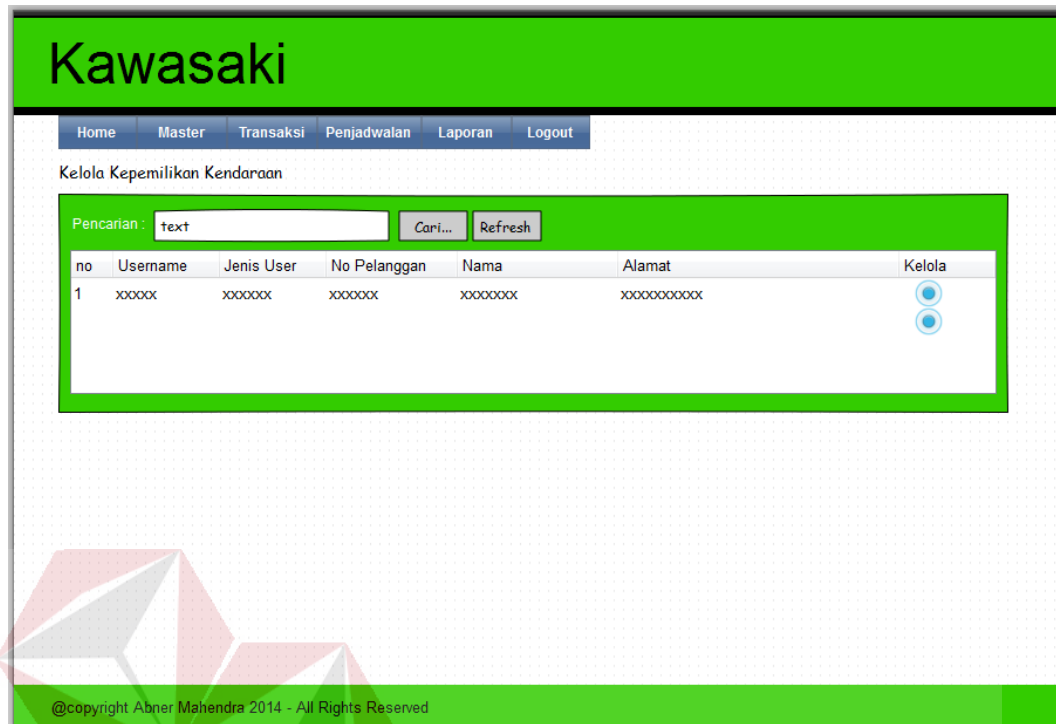 Kawasaki
Home Master Transaksi Penjadwalan Laporan Logout
Kelola Kepemilikan Kendaraan
Pencarian : text Cari... Refresh
no Username Jenis User No Pelanggan Nama Alamat Kelola
1 xxxxx xxxxxx xxxxxx xxxxxxx xxxxxxxxxx
@copyright Abner Mahendra 2014 - All Rights Reserved